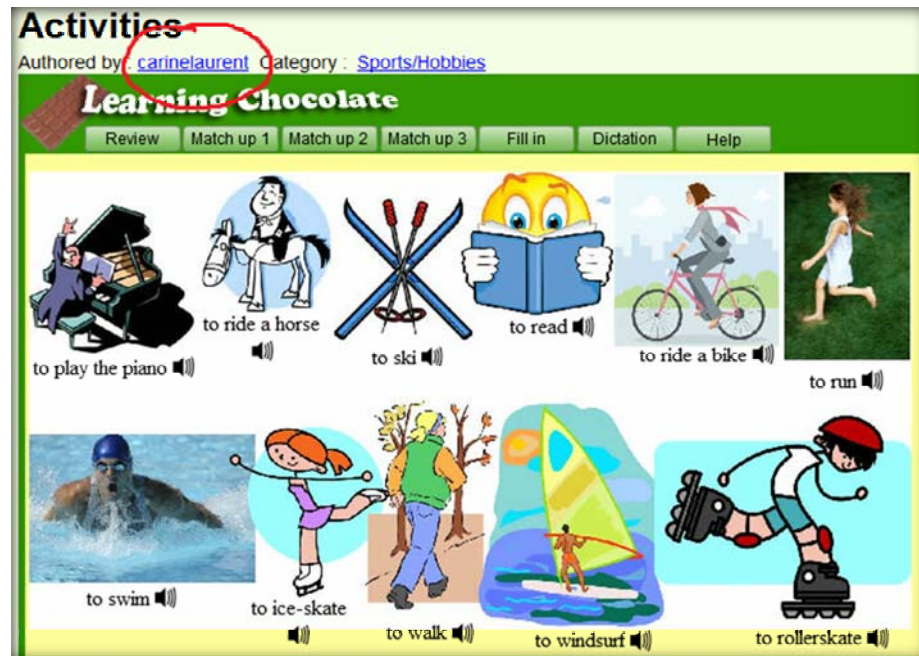 Activities
Authored by : carinelaurent Category : Sports/Hobbies
Learning Chocolate
Review Match up 1 Match up 2 Match up 3 Fill in Dictation Help
to play the piano
to ride a horse
to ski
to read
to ride a bike
to run
to swim
to ice-skate
to walk
to windsurf
to rollerskate